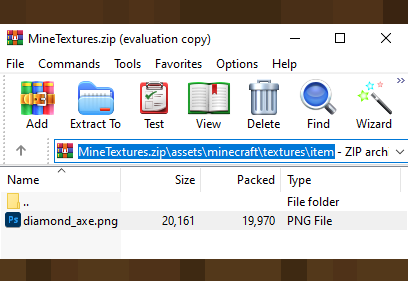 MineTextures.zip (evaluation copy)
File Commands Tools Favorites Options Help
Add Extract To Test View Delete Find Wizard
MineTextures.zip\assets\minecraft\textures\item - ZIP arch
Name Size Packed Type
.. File folder
Ps diamond_axe.png 20,161 19,970 PNG File